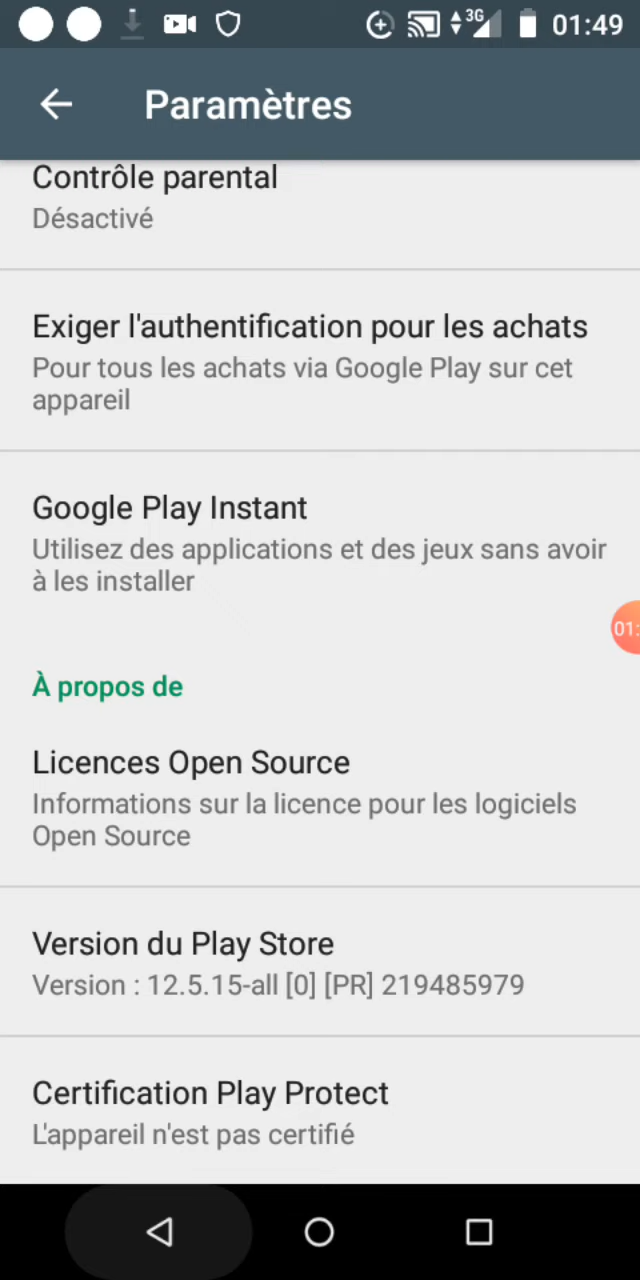 3G 01:49
Paramètres
Contrôle parental
Désactivé
Exiger l'authentification pour les achats
Pour tous les achats via Google Play sur cet
appareil
Google Play Instant
Utilisez des applications et des jeux sans avoir
à les installer
01:
À propos de
Licences Open Source
Informations sur la licence pour les logiciels
Open Source
Version du Play Store
Version : 12.5.15-all [0] [PR] 219485979
Certification Play Protect
L'appareil n'est pas certifié